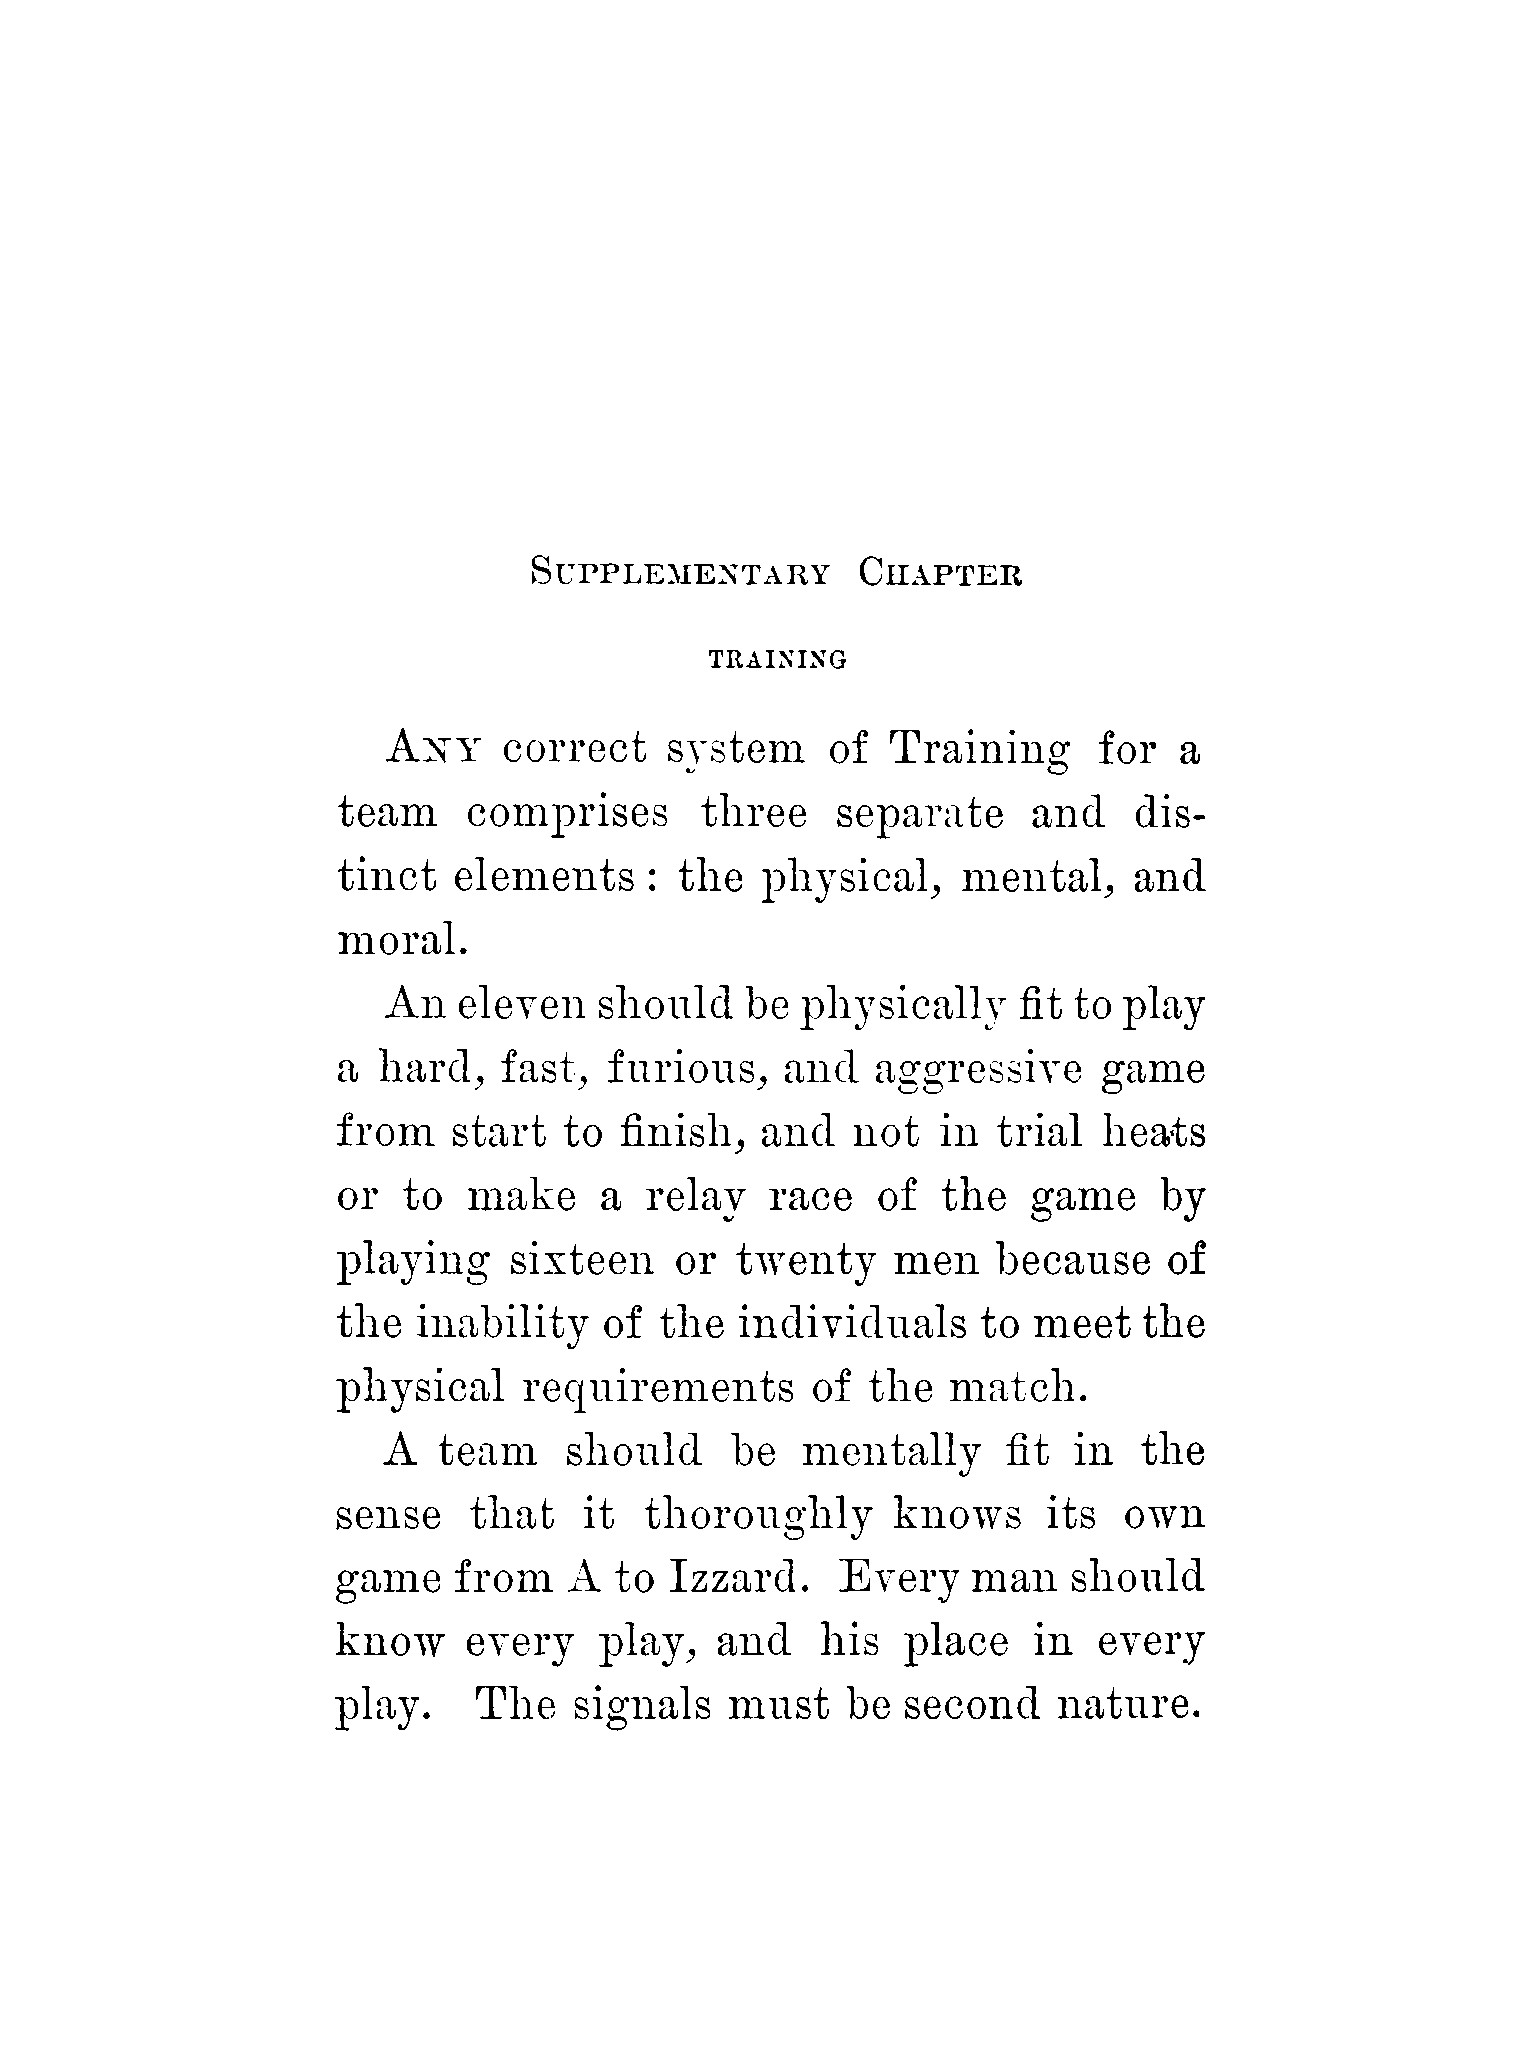 SUPPLEMENTARY CHAPTER
TRAINING
ANY correct system of Training for a
team comprises three separate and dis-
tinct elements: the physical, mental, and
moral.
An eleven should be physically fit to play
a hard, fast, furious, and aggressive game
from start to finish, and not in trial heats
or to make a relay race of the game by
playing sixteen or twenty men because of
the inability of the individuals to meet the
physical requirements of the match.
A team should be mentally fit in the
sense that it thoroughly knows its own
game from A to Izzard. Every man should
know every play, and his place in every
play. The signals must be second nature.